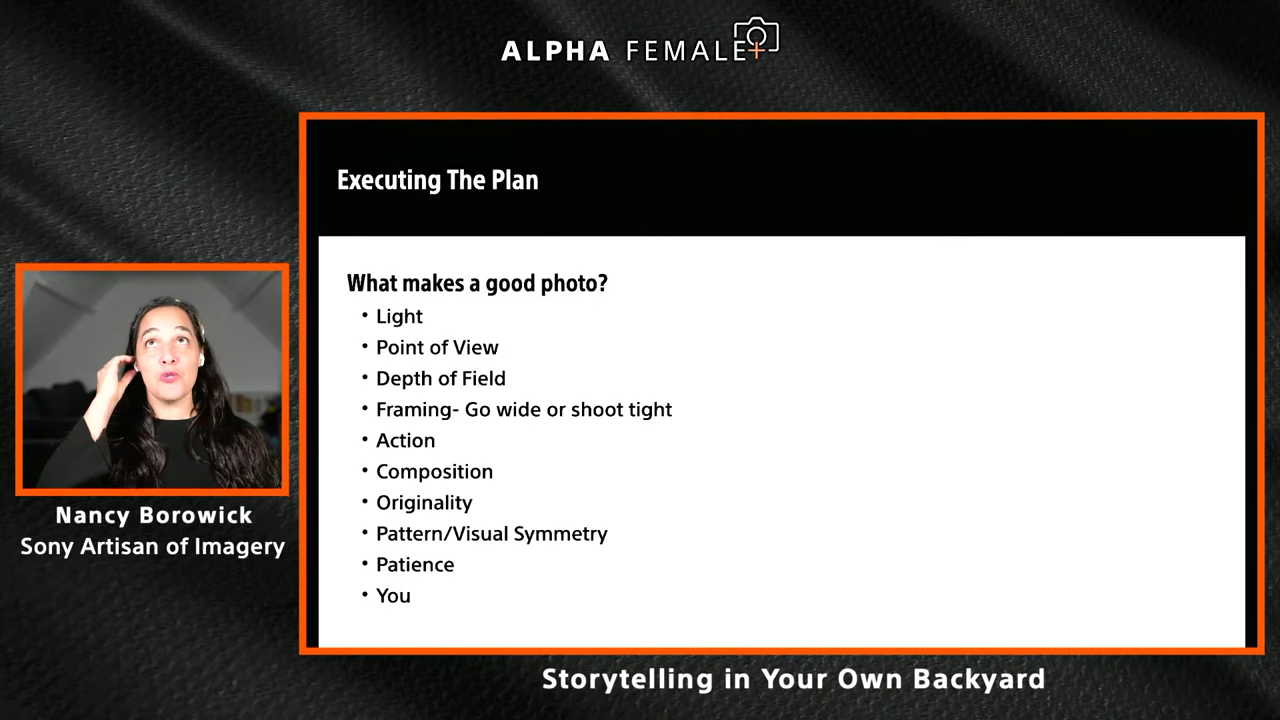 ALPHA FEMALE
Executing The Plan
What makes a good photo?
• Light
• Point of View
• Depth of Field
• Framing- Go wide or shoot tight
• Action
• Composition
• Originality
• Pattern/Visual Symmetry
• Patience
• You
Nancy Borowick
Sony Artisan of Imagery
Storytelling in Your Own Backyard